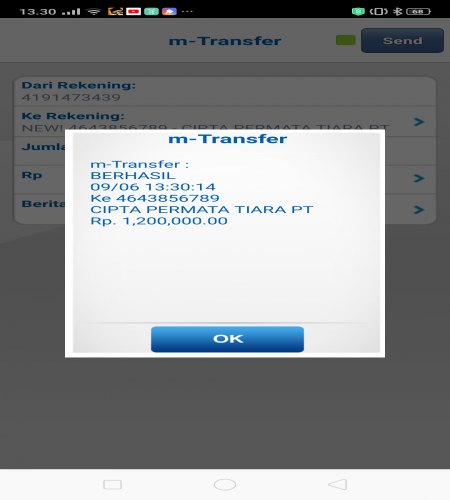 13.30
68
m-Transfer
Send
Dari Rekening:
4191473439
Ke Rekening:
NEW! 4643856789 - CIPTA PERMATA TIARA PT
Jumla
Rp
Berita
m-Transfer
m-Transfer :
BERHASIL
09/06 13:30:14
Ke 4643856789
CIPTA PERMATA TIARA PT
Rp. 1,200,000.00
OK